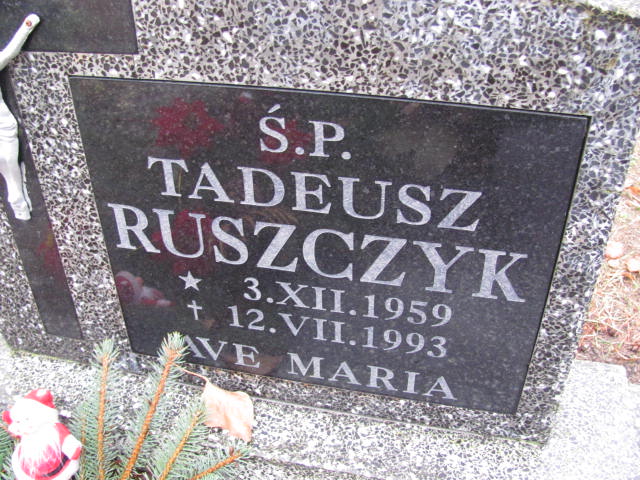 Ś.P.
TADEUSZ
RUSZCZYK
★ 3.XII.1959
✝ 12.VII.1993
AVE MARIA